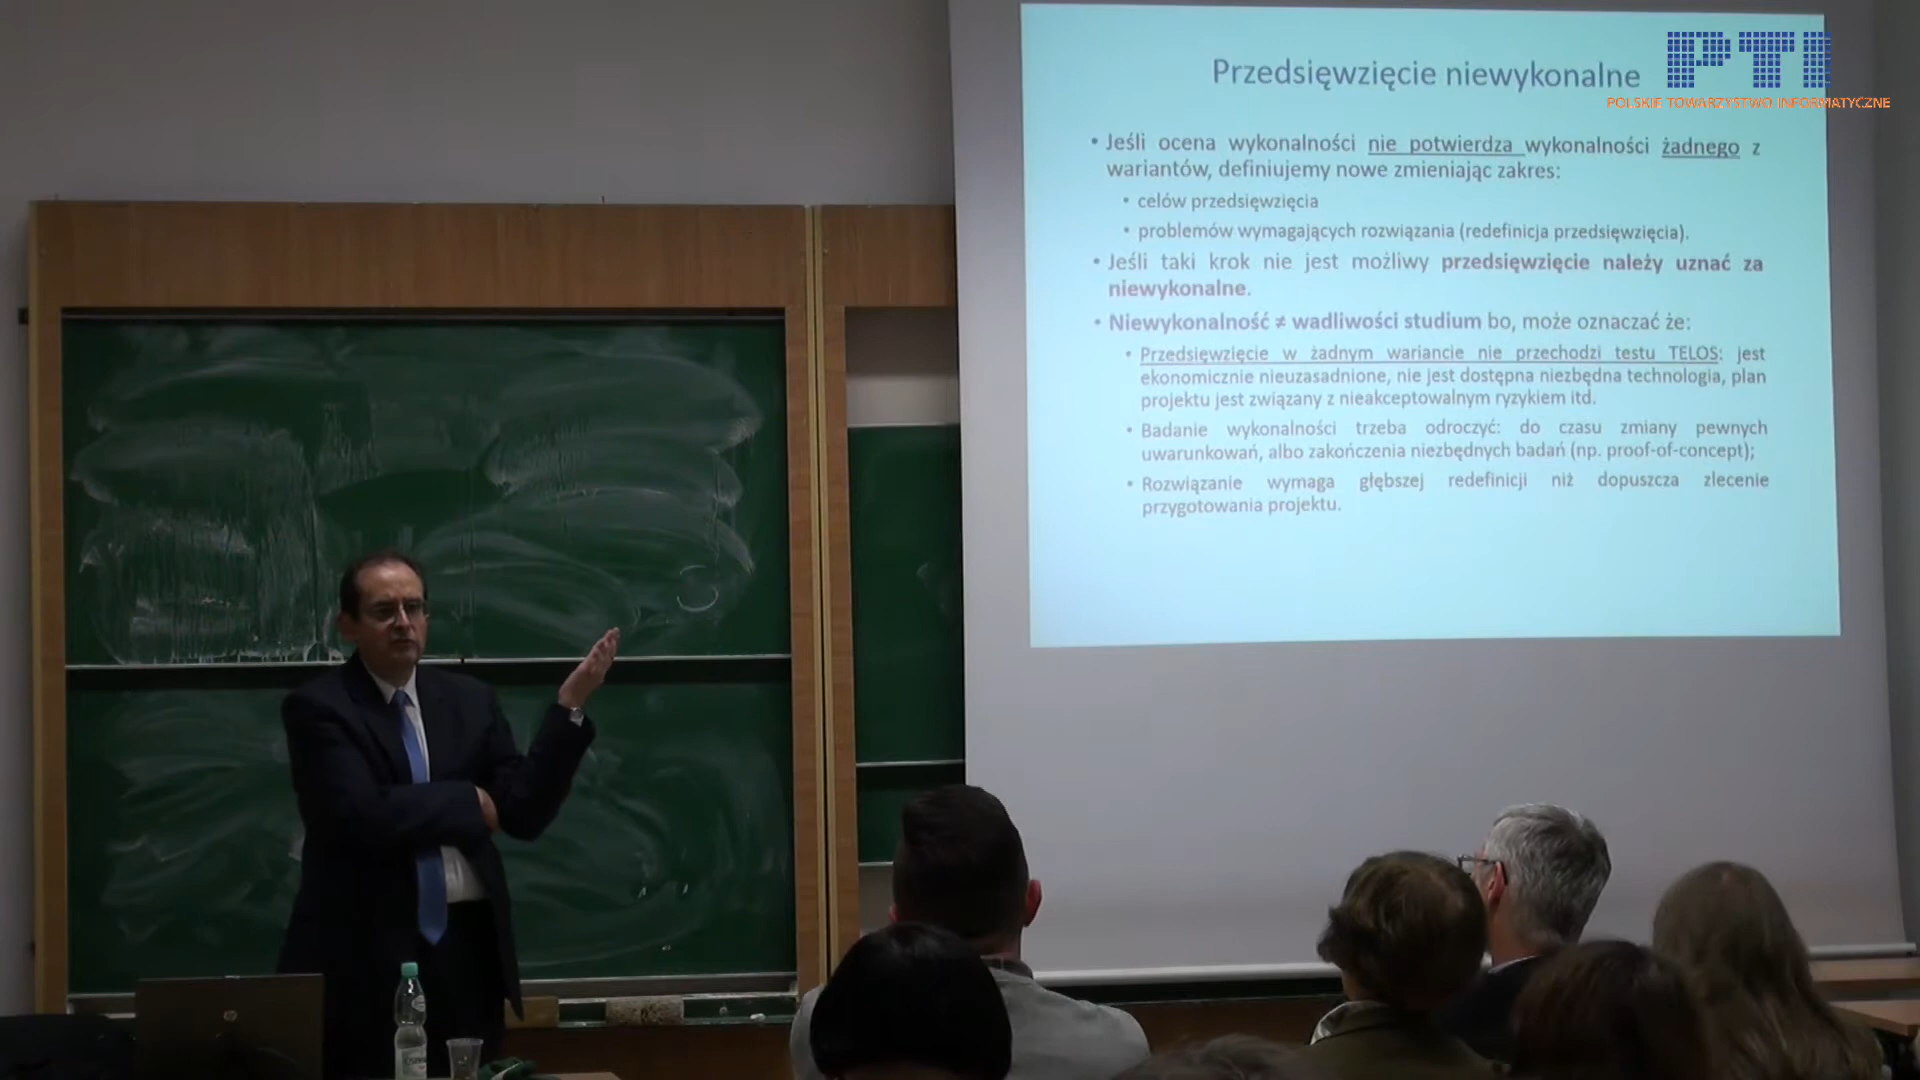 Przedsięwzięcie niewykonalne
PTI
POLSKIE TOWARZYSTWO INFORMATYCZNE
• Jeśli ocena wykonalności nie potwierdza wykonalności żadnego z
wariantów, definiujemy nowe zmieniając zakres:
• celów przedsięwzięcia
• problemów wymagających rozwiązania (redefinicja przedsięwzięcia).
• Jeśli taki krok nie jest możliwy przedsięwzięcie należy uznać za
niewykonalne.
• Niewykonalność ≠ wadliwości studium bo, może oznaczać że:
• Przedsięwzięcie w żadnym wariancie nie przechodzi testu TELOS: jest
ekonomicznie nieuzasadnione, nie jest dostępna niezbędna technologia, plan
projektu jest związany z nieakceptowalnym ryzykiem itd.
• Badanie wykonalności trzeba odroczyć: do czasu zmiany pewnych
uwarunkowań, albo zakończenia niezbędnych badań (np. proof-of-concept);
• Rozwiązanie wymaga głębszej redefinicji niż dopuszcza zlecenie
przygotowania projektu.
hp